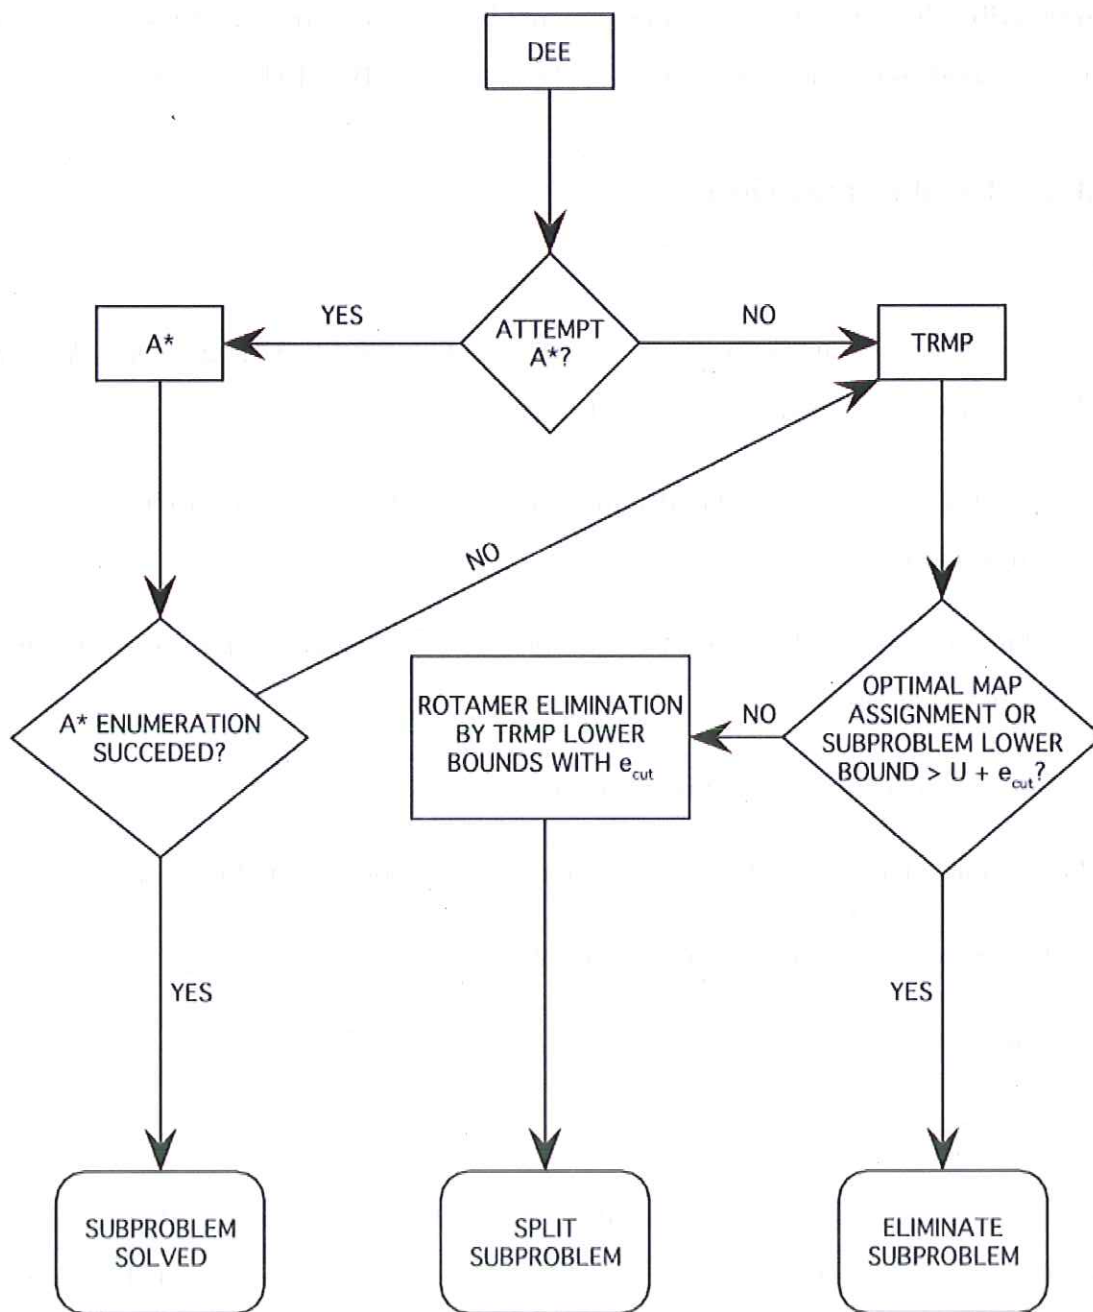 DEE
ATTEMPT
A*?
YES
NO
A*
TRMP
NO
A* ENUMERATION
SUCCEDED?
ROTAMER ELIMINATION
BY TRMP LOWER
BOUNDS WITH e_cut
NO
OPTIMAL MAP
ASSIGNMENT OR
SUBPROBLEM LOWER
BOUND > U + e_cut?
YES
YES
SUBPROBLEM
SOLVED
SPLIT
SUBPROBLEM
ELIMINATE
SUBPROBLEM